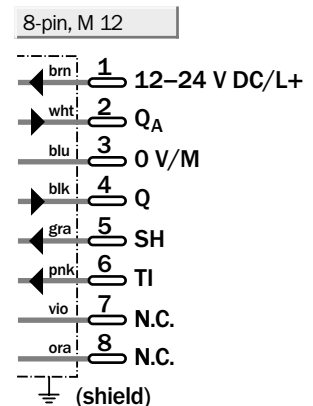 8-pin, M 12
brn 1 12–24 V DC/L+
wht 2 QA
blu 3 0 V/M
blk 4 Q
gra 5 SH
pnk 6 TI
vio 7 N.C.
ora 8 N.C.
(shield)